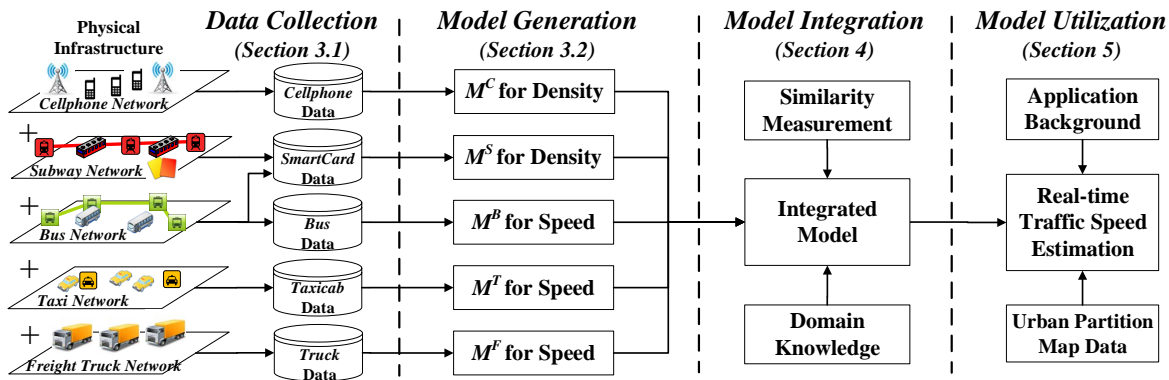 Physical
Infrastructure
Data Collection
(Section 3.1)
Model Generation
(Section 3.2)
Model Integration
(Section 4)
Model Utilization
(Section 5)
Cellphone Network
Cellphone
Data
M^C for Density
Similarity
Measurement
Application
Background
+
Subway Network
SmartCard
Data
M^S for Density
+
Bus Network
Bus
Data
M^B for Speed
Integrated
Model
Real-time
Traffic Speed
Estimation
+
Taxi Network
Taxicab
Data
M^T for Speed
+
Freight Truck Network
Truck
Data
M^F for Speed
Domain
Knowledge
Urban Partition
Map Data